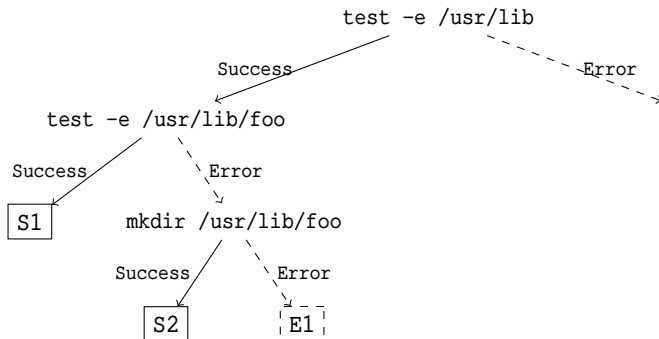 test -e /usr/lib
Success
Error
test -e /usr/lib/foo
Success
Error
S1
mkdir /usr/lib/foo
Success
Error
S2
E1